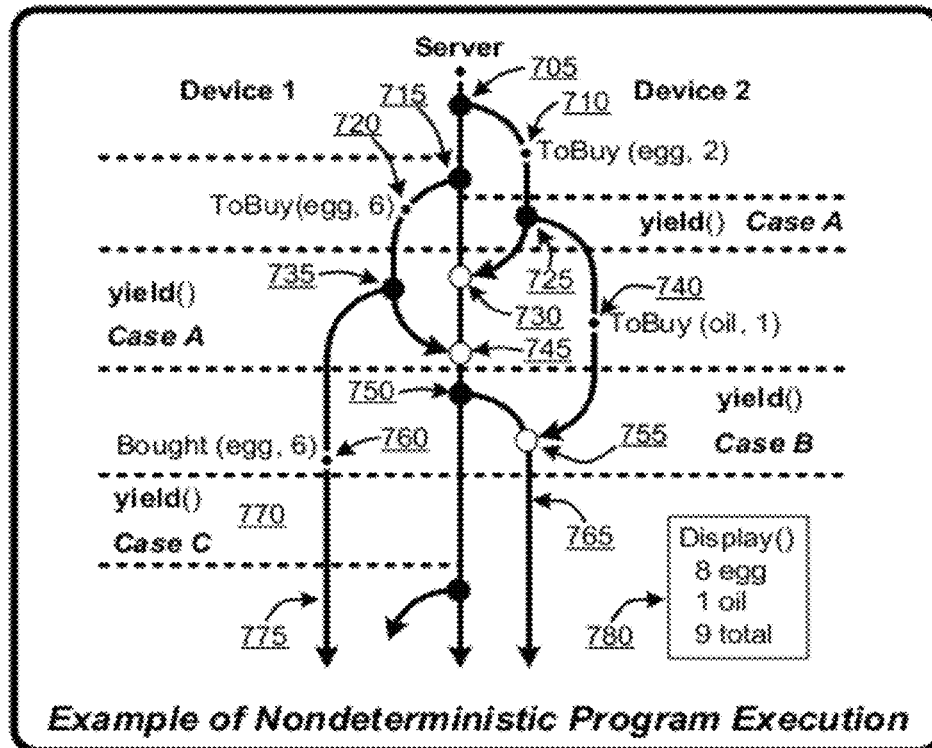 Server
705
Device 1
715
710
Device 2
720
ToBuy (egg, 2)
ToBuy(egg, 6)
yield() Case A
735
725
740
yield()
730
ToBuy (oil, 1)
Case A
745
750
yield()
Bought (egg, 6)
760
755
Case B
yield()
770
765
Case C
Display()
8 egg
775
780
1 oil
9 total
Example of Nondeterministic Program Execution